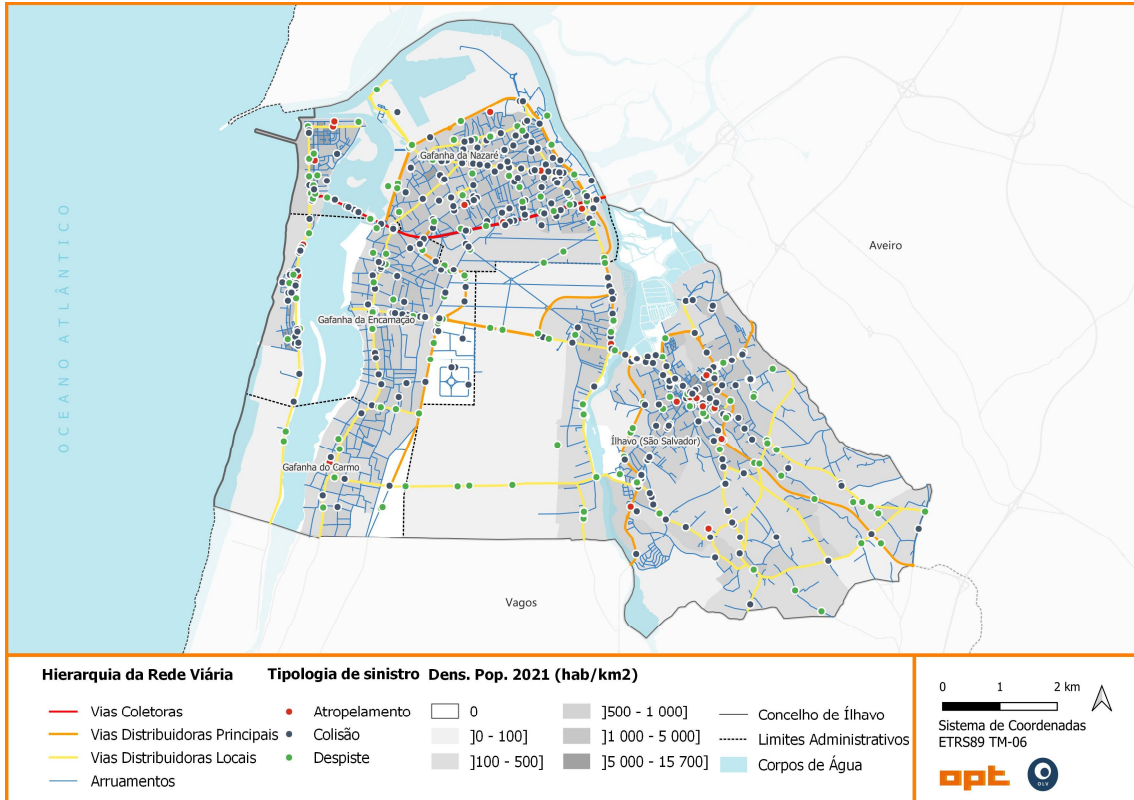 OCEANO ATLÂNTICO
Gafanha da Nazaré
Aveiro
Gafanha da Encarnação
Ílhavo (São Salvador)
Gafanha do Carmo
Vagos
Hierarquia da Rede Viária
Vias Coletoras
Vias Distribuidoras Principais
Vias Distribuidoras Locais
Arruamentos
Tipologia de sinistro
Atropelamento
Colisão
Despiste
Dens. Pop. 2021 (hab/km2)
0
]0 - 100]
]100 - 500]
]500 - 1 000]
]1 000 - 5 000]
]5 000 - 15 700]
Concelho de Ílhavo
Limites Administrativos
Corpos de Água
0 1 2 km
Sistema de Coordenadas
ETRS89 TM-06
opt
OLV